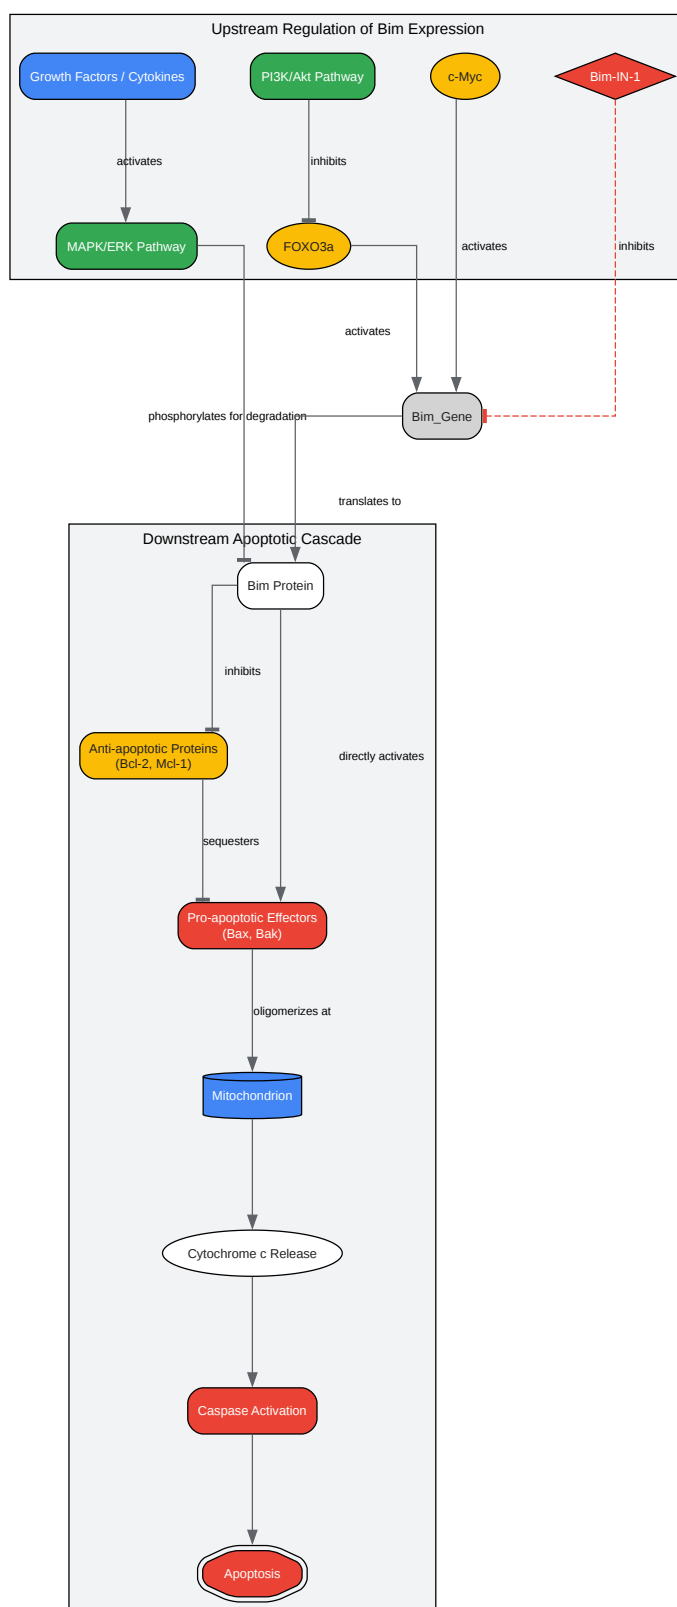 Upstream Regulation of Bim Expression
Growth Factors / Cytokines
PI3K/Akt Pathway
c-Myc
Bim-IN-1
activates
inhibits
MAPK/ERK Pathway
FOXO3a
activates
inhibits
activates
phosphorylates for degradation
Bim_Gene
translates to
Downstream Apoptotic Cascade
Bim Protein
inhibits
Anti-apoptotic Proteins
(Bcl-2, Mcl-1)
directly activates
sequesters
Pro-apoptotic Effectors
(Bax, Bak)
oligomerizes at
Mitochondrion
Cytochrome c Release
Caspase Activation
Apoptosis